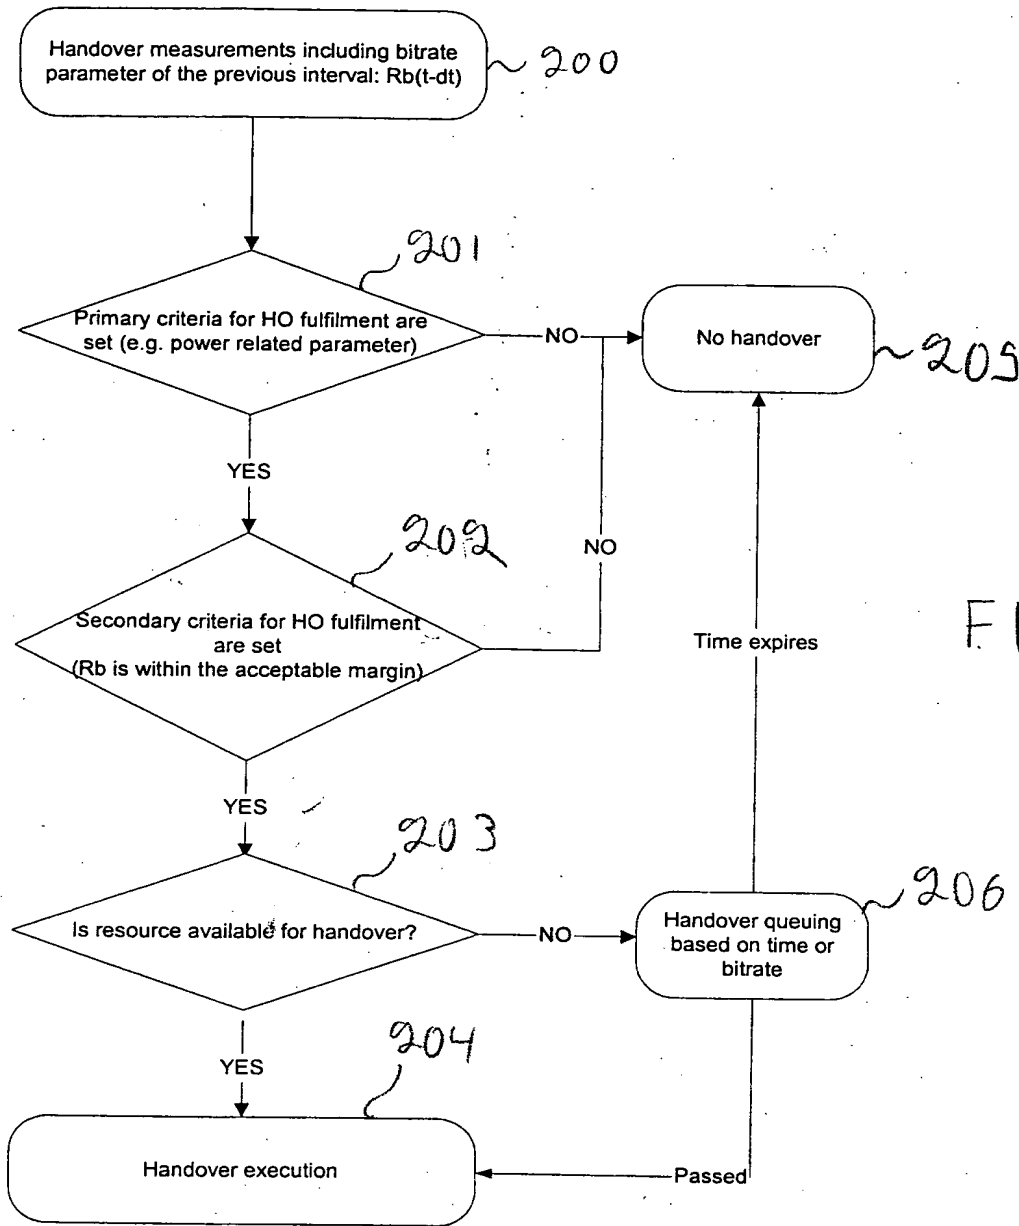 Handover measurements including bitrate
parameter of the previous interval: Rb(t-dt)
200
201
Primary criteria for HO fulfilment are
set (e.g. power related parameter)
NO
No handover
205
YES
202
NO
Secondary criteria for HO fulfilment
are set
(Rb is within the acceptable margin)
Time expires
YES
203
Is resource available for handover?
NO
Handover queuing
based on time or
bitrate
206
YES
204
Handover execution
Passed